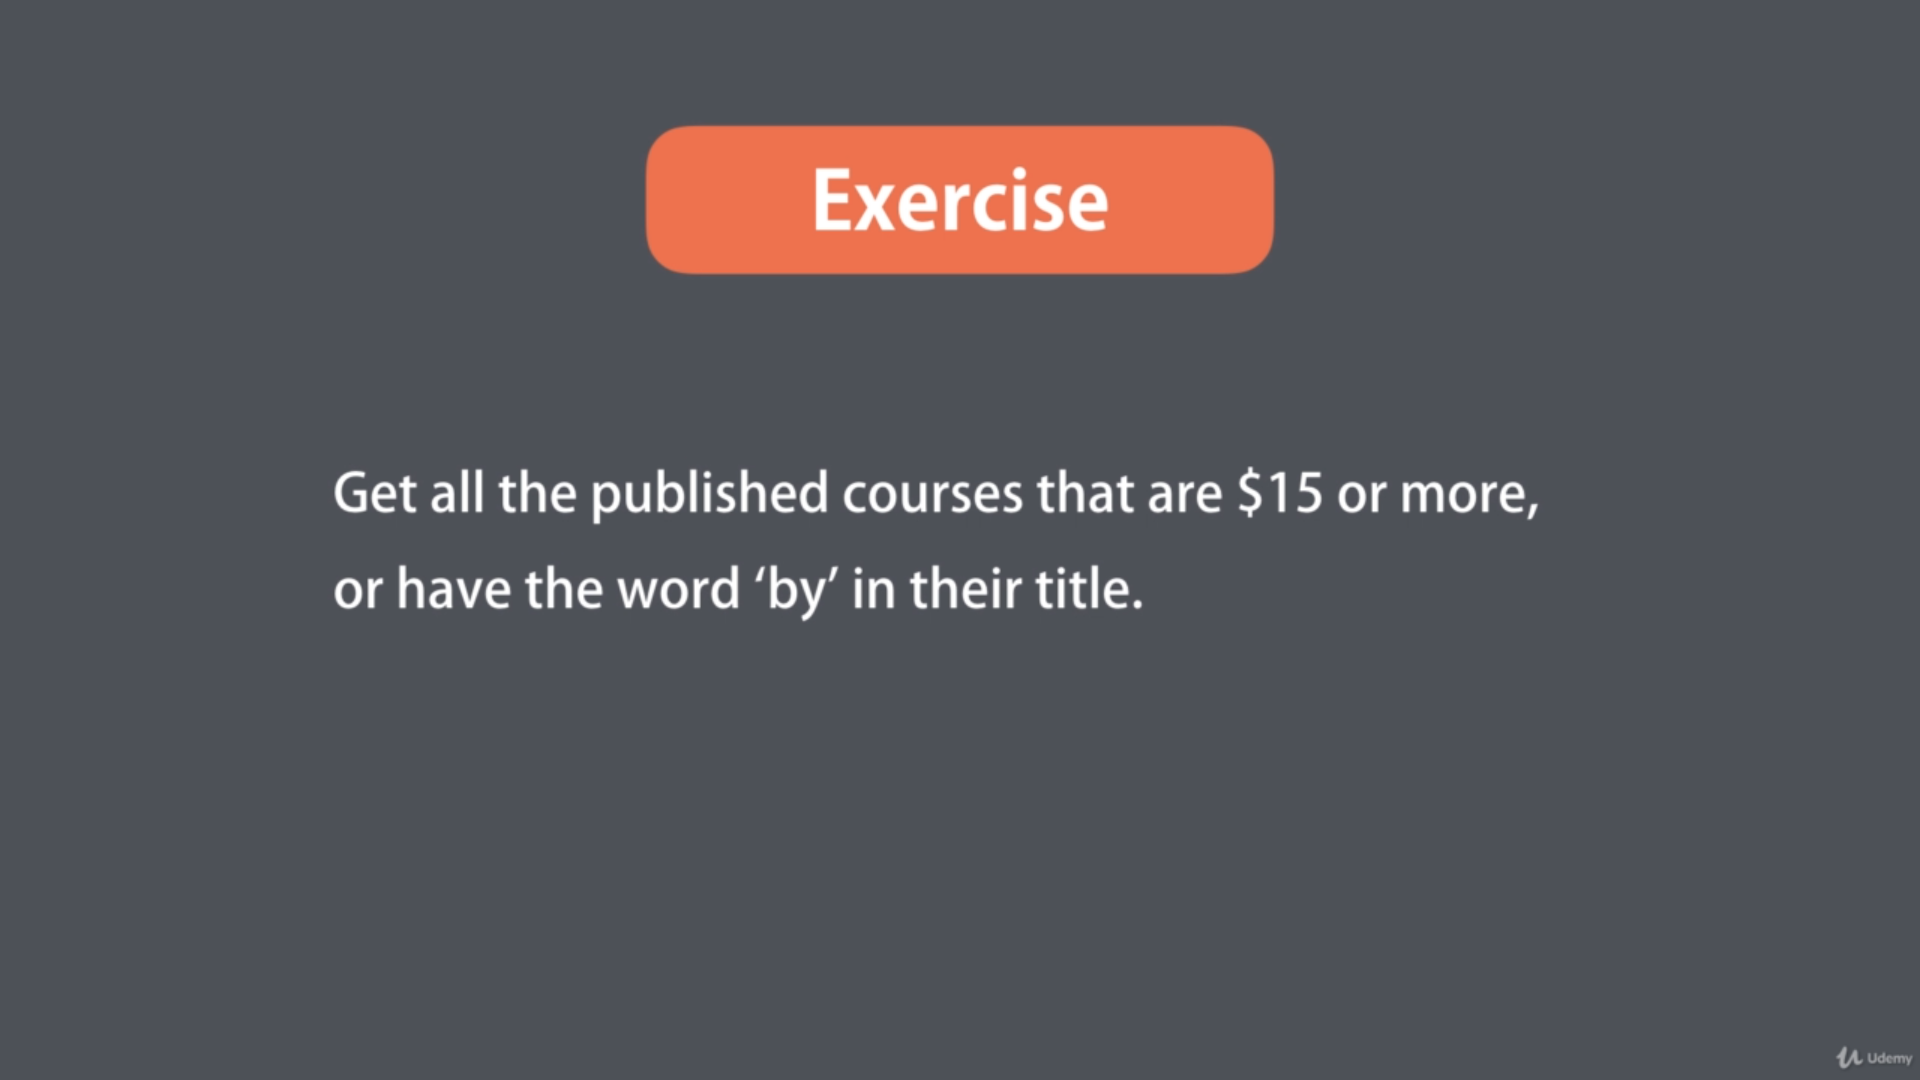 Exercise
Get all the published courses that are $15 or more,
or have the word ‘by’ in their title.
Udemy